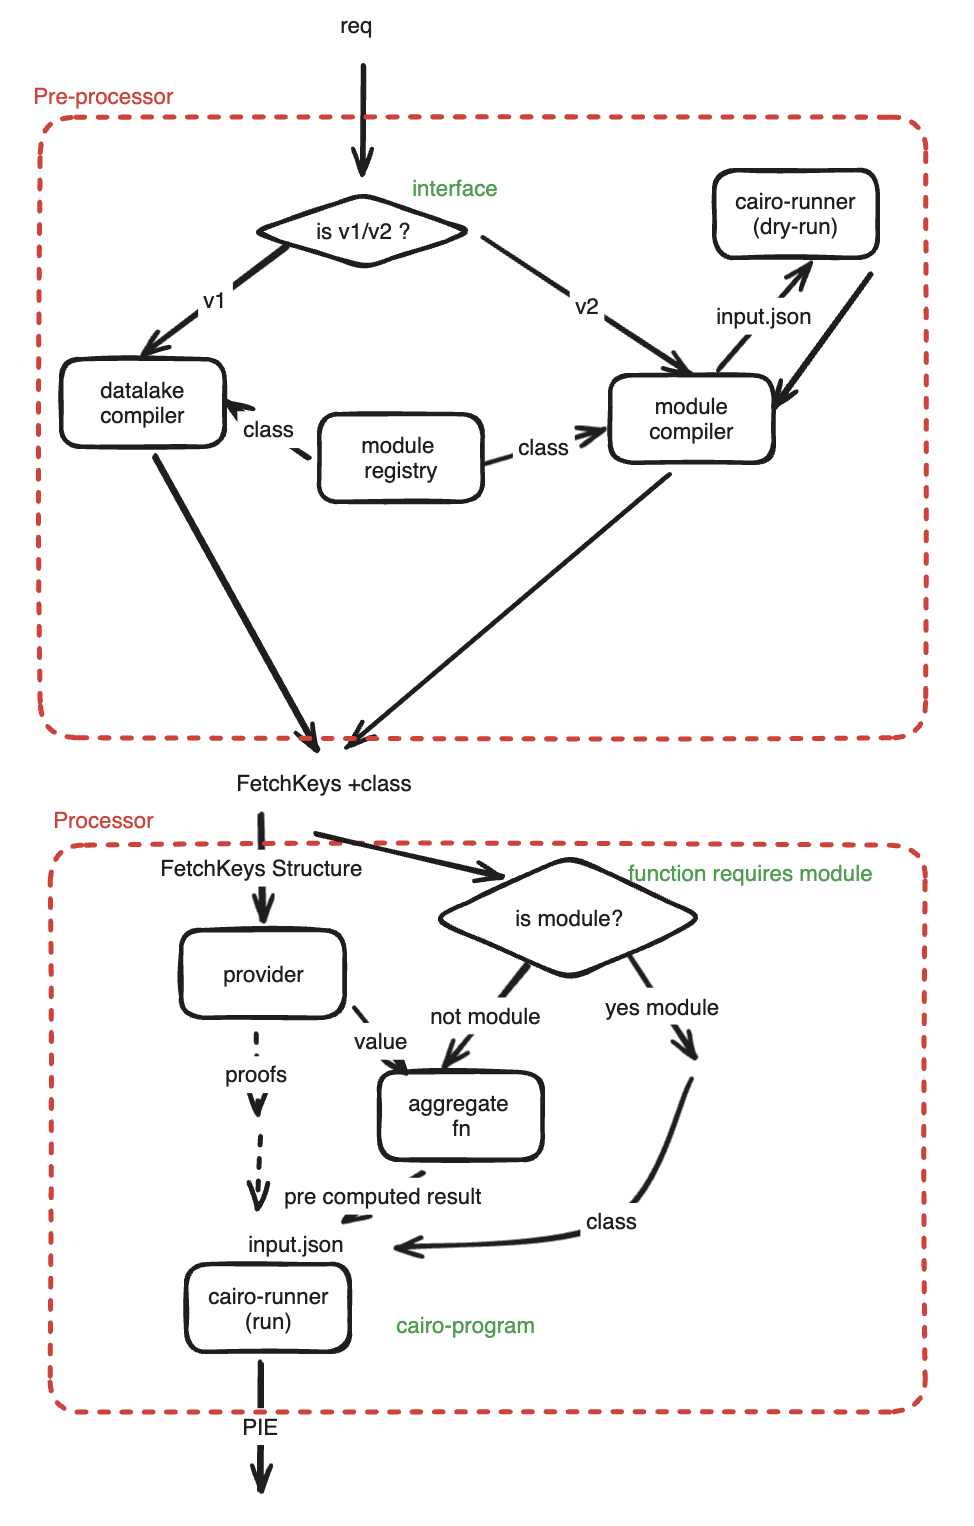 req
Pre-processor
interface
is v1/v2 ?
cairo-runner
(dry-run)
v1
v2
input.json
datalake
compiler
class
module
registry
class
module
compiler
FetchKeys +class
Processor
FetchKeys Structure
function requires module
is module?
provider
not module
yes module
value
proofs
aggregate
fn
pre computed result
class
input.json
cairo-runner
(run)
cairo-program
PIE